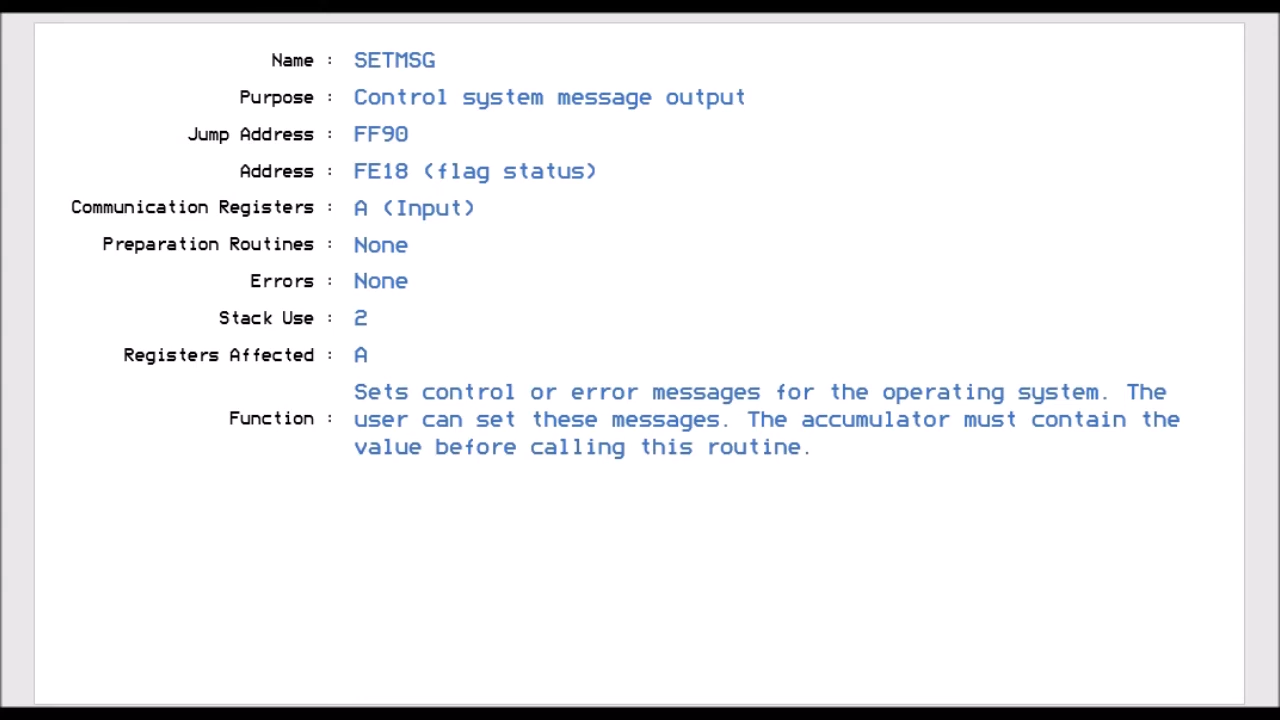 Name : SETMSG
Purpose : Control system message output
Jump Address : FF90
Address : FE18 (flag status)
Communication Registers : A (Input)
Preparation Routines : None
Errors : None
Stack Use : 2
Registers Affected : A
Function : Sets control or error messages for the operating system. The
user can set these messages. The accumulator must contain the
value before calling this routine.